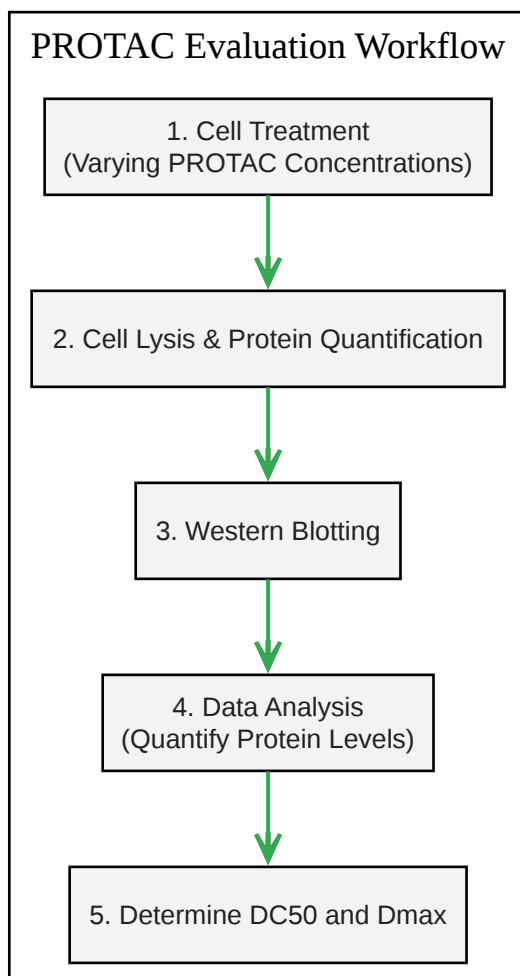 PROTAC Evaluation Workflow
1. Cell Treatment
(Varying PROTAC Concentrations)
2. Cell Lysis & Protein Quantification
3. Western Blotting
4. Data Analysis
(Quantify Protein Levels)
5. Determine DC50 and Dmax